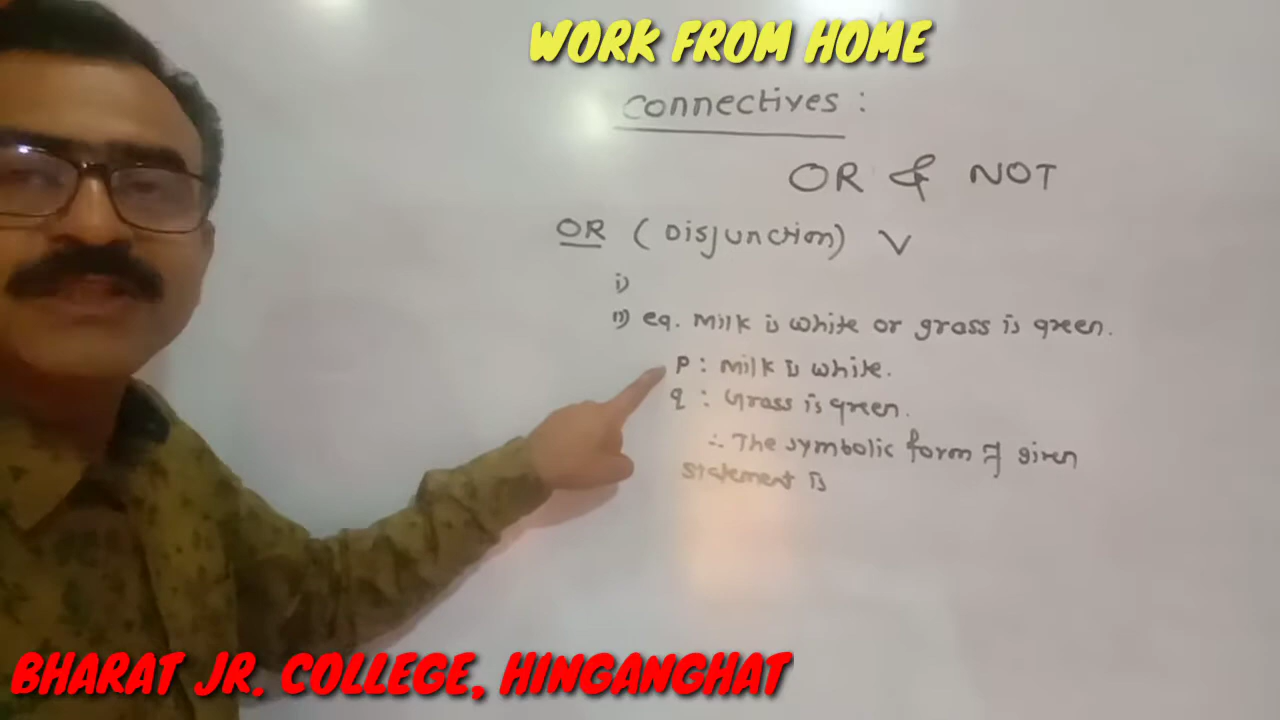 WORK FROM HOME
Connectives :
OR & NOT
OR (Disjunction) ∨
i)
ii) eg. Milk is white or grass is green.
p : Milk is white.
q : Grass is green.
∴ The symbolic form of given
statement is
BHARAT JR. COLLEGE, HINGANGHAT